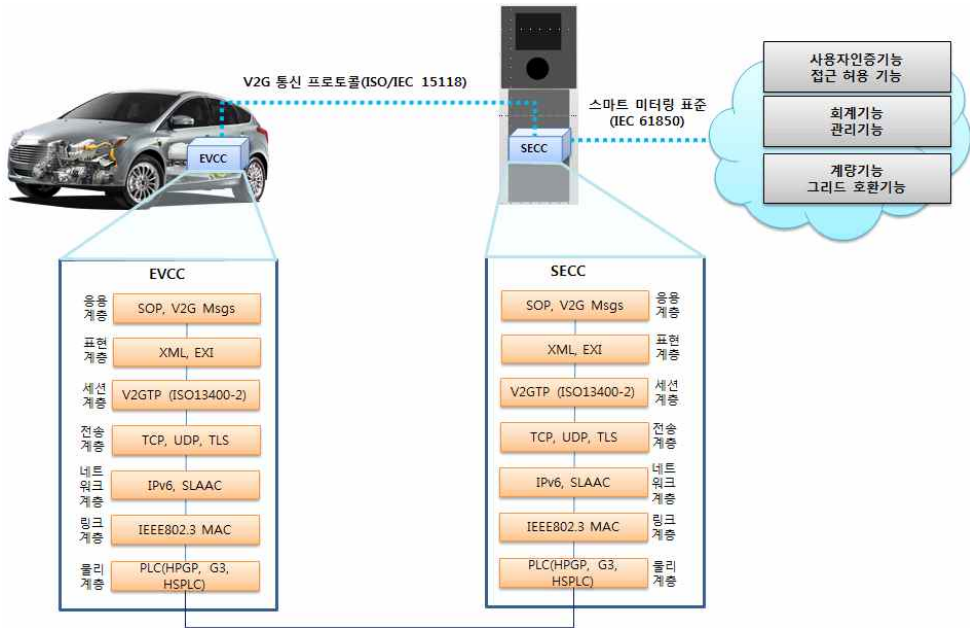 V2G 통신 프로토콜(ISO/IEC 15118)
스마트 미터링 표준
(IEC 61850)
사용자인증기능
접근 허용 기능
회계기능
관리기능
계량기능
그리드 호환기능
EVCC
SECC
EVCC
응용
계층
SOP, V2G Msgs
표현
계층
XML, EXI
세션
계층
V2GTP (ISO13400-2)
전송
계층
TCP, UDP, TLS
네트
워크
계층
IPv6, SLAAC
링크
계층
IEEE802.3 MAC
물리
계층
PLC(HPGP, G3,
HSPLC)
SECC
SOP, V2G Msgs
응용
계층
XML, EXI
표현
계층
V2GTP (ISO13400-2)
세션
계층
TCP, UDP, TLS
전송
계층
IPv6, SLAAC
네트
워크
계층
IEEE802.3 MAC
링크
계층
PLC(HPGP, G3,
HSPLC)
물리
계층